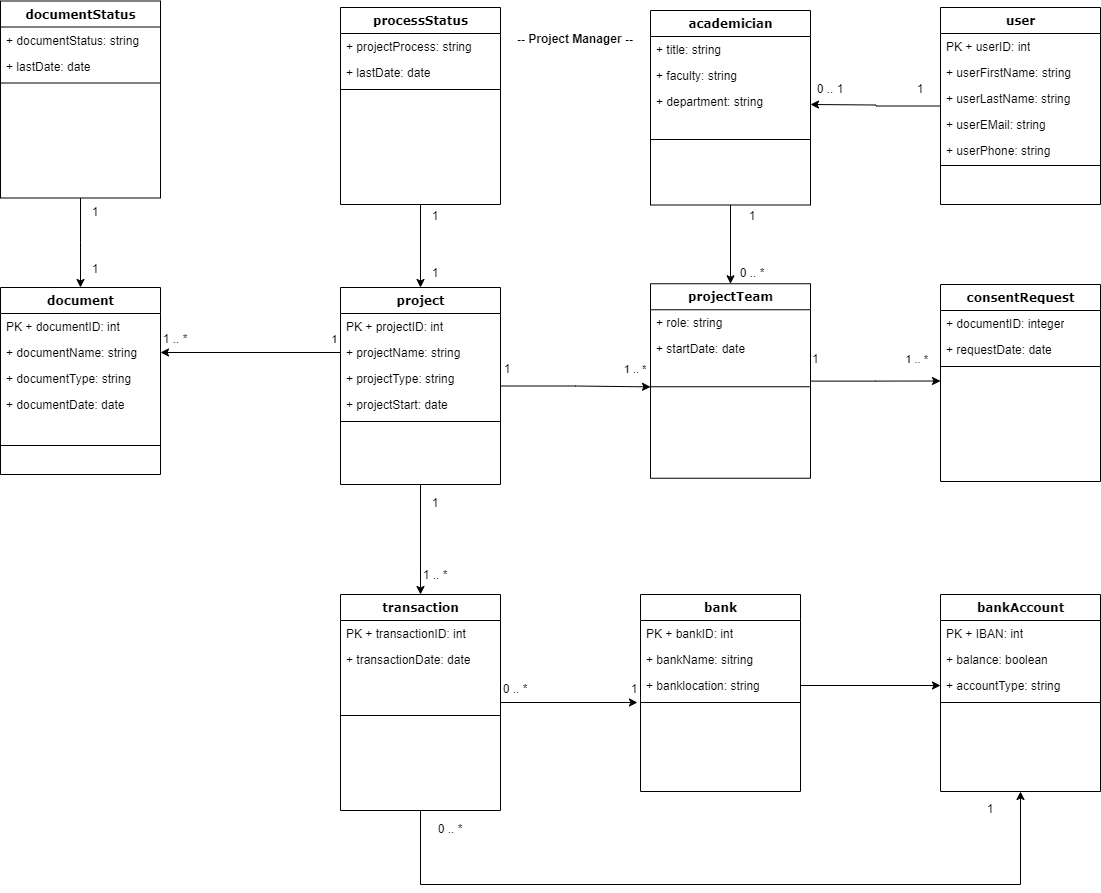 documentStatus
+ documentStatus: string
+ lastDate: date
processStatus
+ projectProcess: string
+ lastDate: date
-- Project Manager --
academician
+ title: string
+ faculty: string
+ department: string
user
PK + userID: int
+ userFirstName: string
+ userLastName: string
+ userEMail: string
+ userPhone: string
0 .. 1
1
1
1
1
1
1
0 .. *
document
PK + documentID: int
+ documentName: string
+ documentType: string
+ documentDate: date
1 .. *
1
project
PK + projectID: int
+ projectName: string
+ projectType: string
+ projectStart: date
1
1 .. *
projectTeam
+ role: string
+ startDate: date
1
1 .. *
consentRequest
+ documentID: integer
+ requestDate: date
1
1 .. *
transaction
PK + transactionID: int
+ transactionDate: date
0 .. *
1
bank
PK + bankID: int
+ bankName: sitring
+ banklocation: string
bankAccount
PK + IBAN: int
+ balance: boolean
+ accountType: string
0 .. *
1